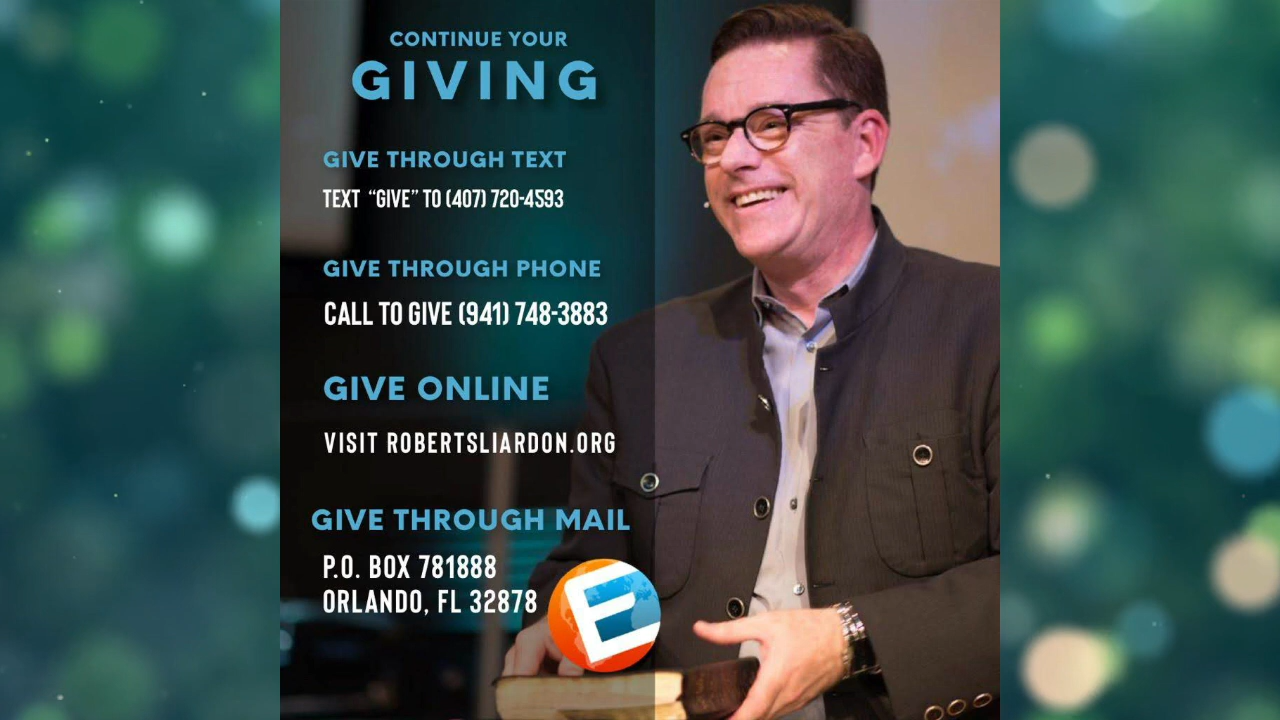 CONTINUE YOUR
GIVING
GIVE THROUGH TEXT
TEXT “GIVE” TO (407) 720-4593
GIVE THROUGH PHONE
CALL TO GIVE (941) 748-3883
GIVE ONLINE
VISIT ROBERTSLIARDON.ORG
GIVE THROUGH MAIL
P.O. BOX 781888
ORLANDO, FL 32878
E